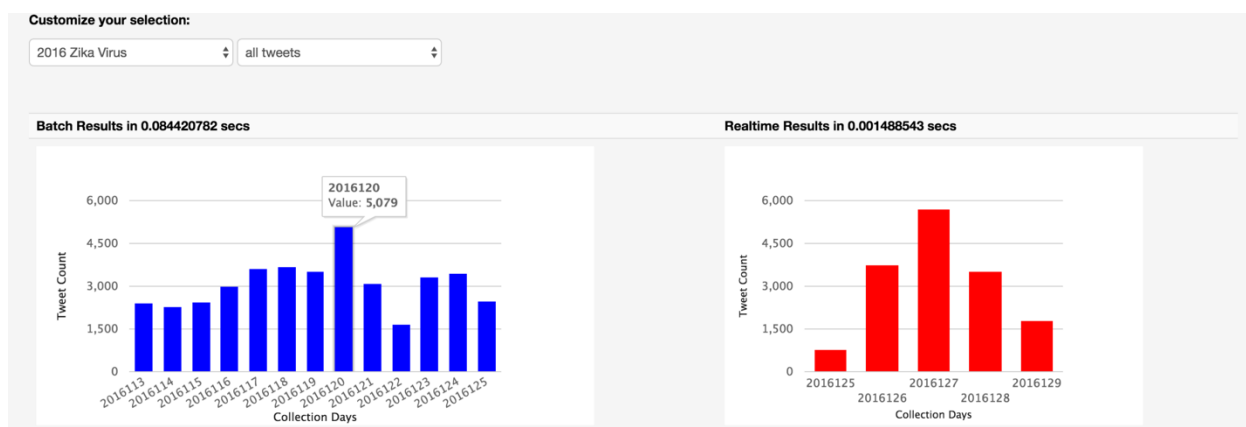 Customize your selection:
2016 Zika Virus
all tweets
Batch Results in 0.084420782 secs
2016120
Value: 5,079
6,000
4,500
3,000
1,500
0
Tweet Count
2016113
2016114
2016115
2016116
2016117
2016118
2016119
2016120
2016121
2016122
2016123
2016124
2016125
Collection Days
Realtime Results in 0.001488543 secs
6,000
4,500
3,000
1,500
0
Tweet Count
2016125
2016126
2016127
2016128
2016129
Collection Days